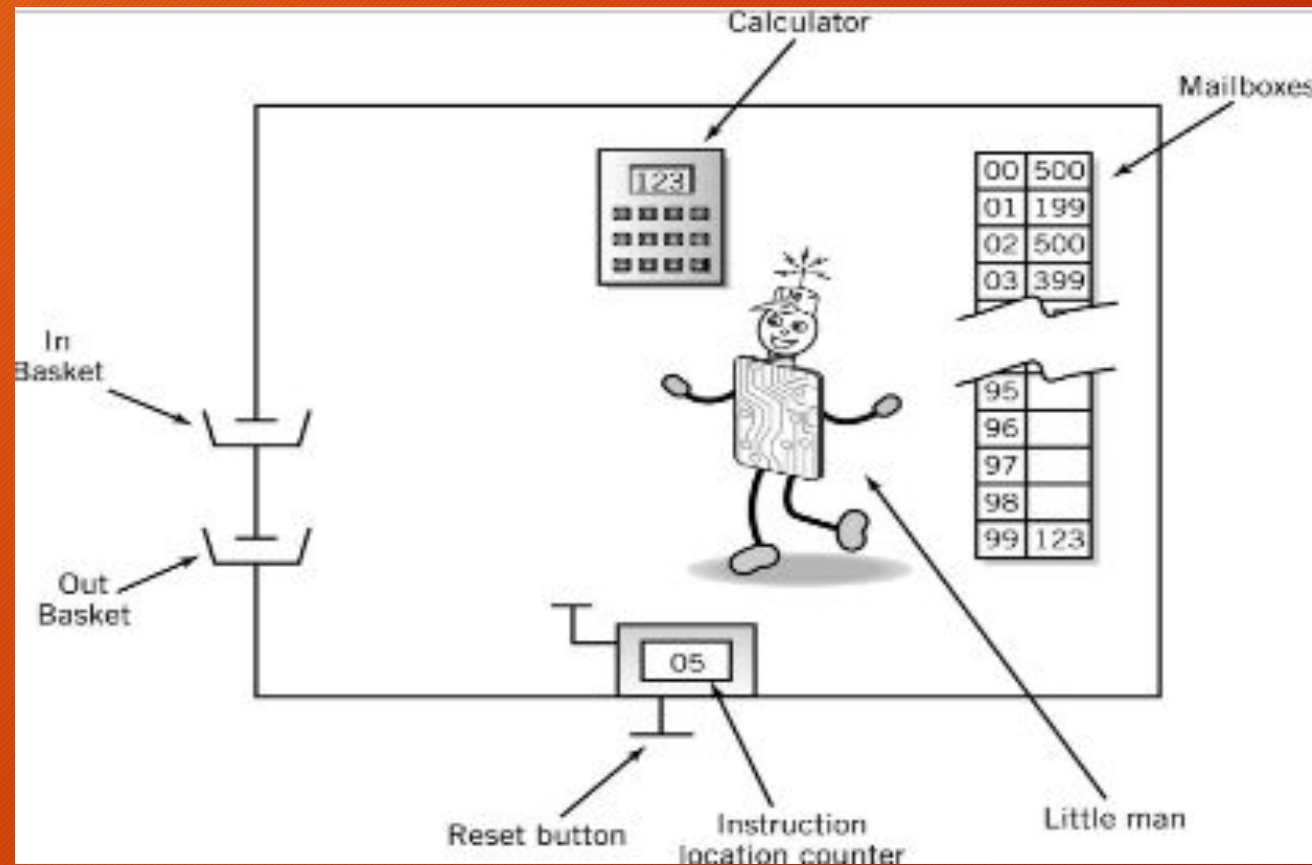 Calculator
Mailboxes
123
00 500
01 199
02 500
03 399
In
Basket
95
96
97
98
99 123
Out
Basket
05
Reset button
Instruction
location counter
Little man